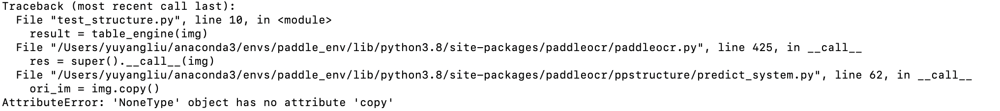 Traceback (most recent call last):
  File "test_structure.py", line 10, in <module>
    result = table_engine(img)
  File "/Users/yuyangliu/anaconda3/envs/paddle_env/lib/python3.8/site-packages/paddleocr/paddleocr.py", line 425, in __call__
    res = super().__call__(img)
  File "/Users/yuyangliu/anaconda3/envs/paddle_env/lib/python3.8/site-packages/paddleocr/ppstructure/predict_system.py", line 62, in __call__
    ori_im = img.copy()
AttributeError: 'NoneType' object has no attribute 'copy'